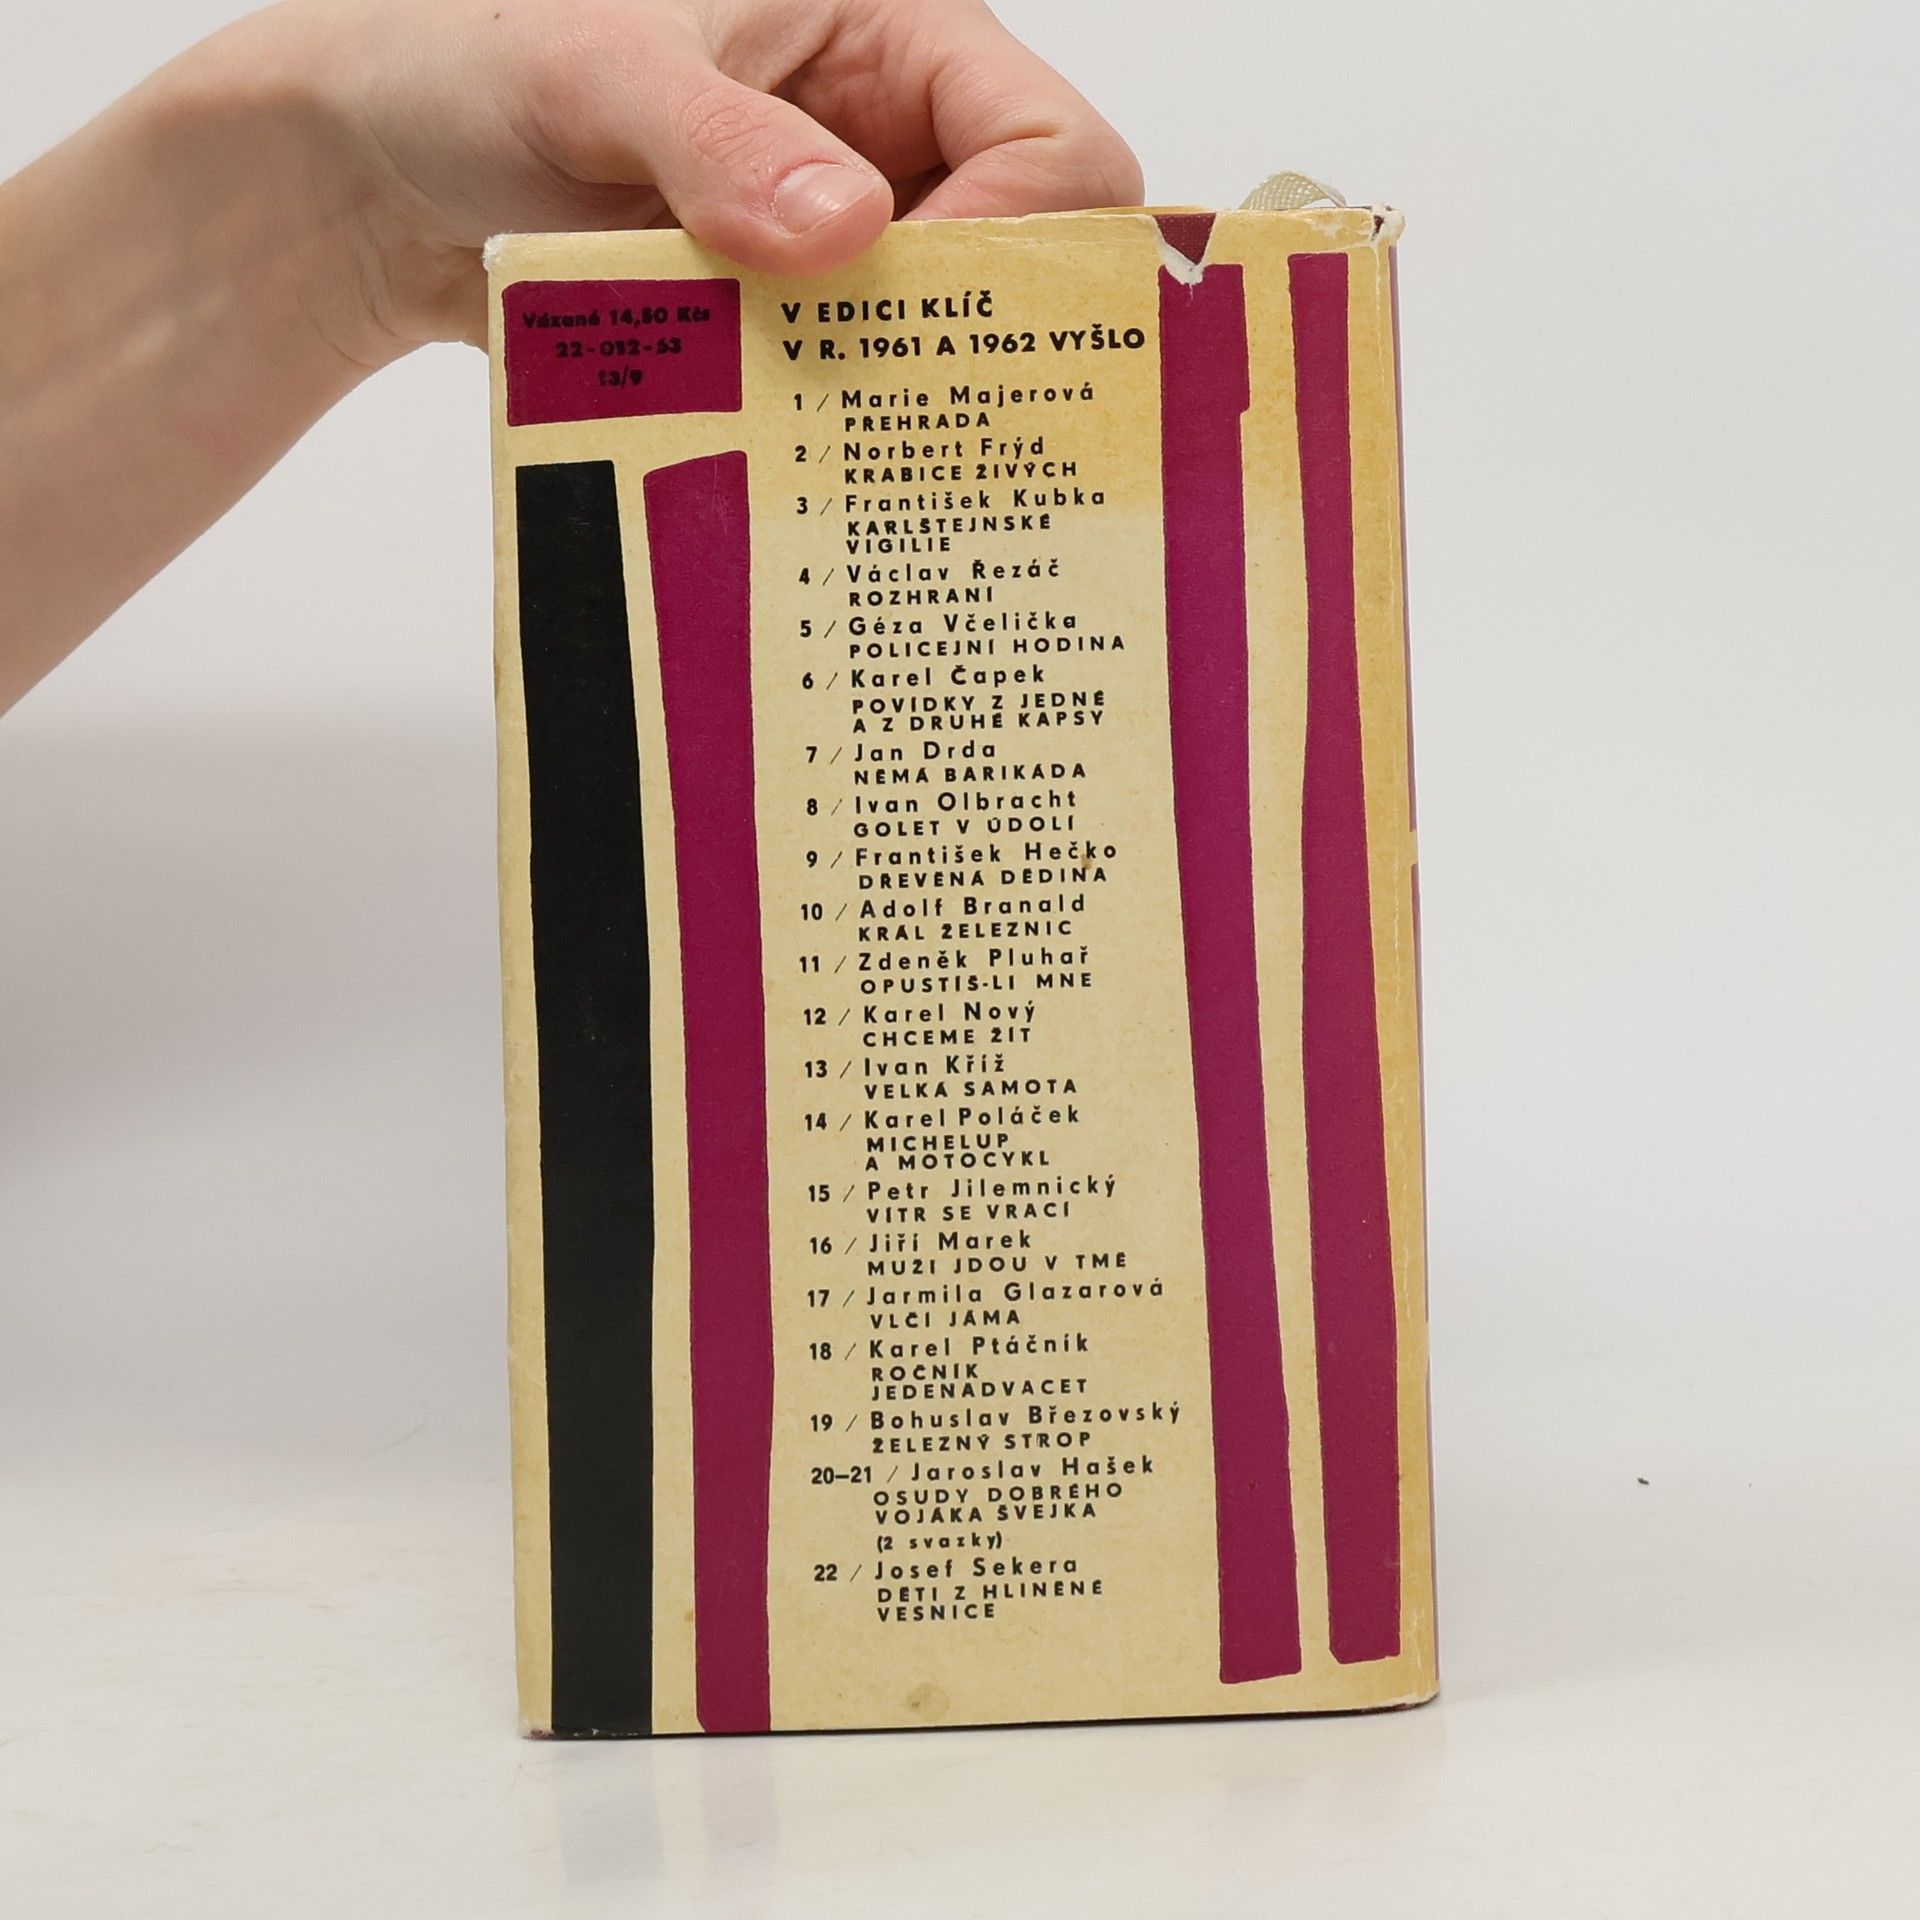 Vázané 14,50 Kčs
22-012-63
13/9
V EDICI KLÍČ
V R. 1961 A 1962 VYŠLO
1 / Marie Majerová
PŘEHRADA
2 / Norbert Frýd
KRABICE ŽIVÝCH
3 / František Kubka
KARLŠTEJNSKÉ
VIGILIE
4 / Václav Řezáč
ROZHRANÍ
5 / Géza Včelička
POLICEJNÍ HODINA
6 / Karel Čapek
POVÍDKY Z JEDNÉ
A Z DRUHÉ KAPSY
7 / Jan Drda
NĚMÁ BARIKÁDA
8 / Ivan Olbracht
GOLET V ÚDOLÍ
9 / František Hečko
DŘEVĚNÁ DĚDINA
10 / Adolf Branald
KRÁL ŽELEZNIC
11 / Zdeněk Pluhař
OPUSTÍŠ-LI MNE
12 / Karel Nový
CHCEME ŽÍT
13 / Ivan Kříž
VELKÁ SAMOTA
14 / Karel Poláček
MICHELUP
A MOTOCYKL
15 / Petr Jilemnický
VÍTR SE VRACÍ
16 / Jiří Marek
MUŽI JDOU V TMĚ
17 / Jarmila Glazarová
VLČÍ JÁMA
18 / Karel Ptáčník
ROČNÍK
JEDENADVACET
19 / Bohuslav Březovský
ŽELEZNÝ STROP
20–21 / Jaroslav Hašek
OSUDY DOBRÉHO
VOJÁKA ŠVEJKA
(2 svazky)
22 / Josef Sekera
DĚTI Z HLINĚNÉ
VESNICE